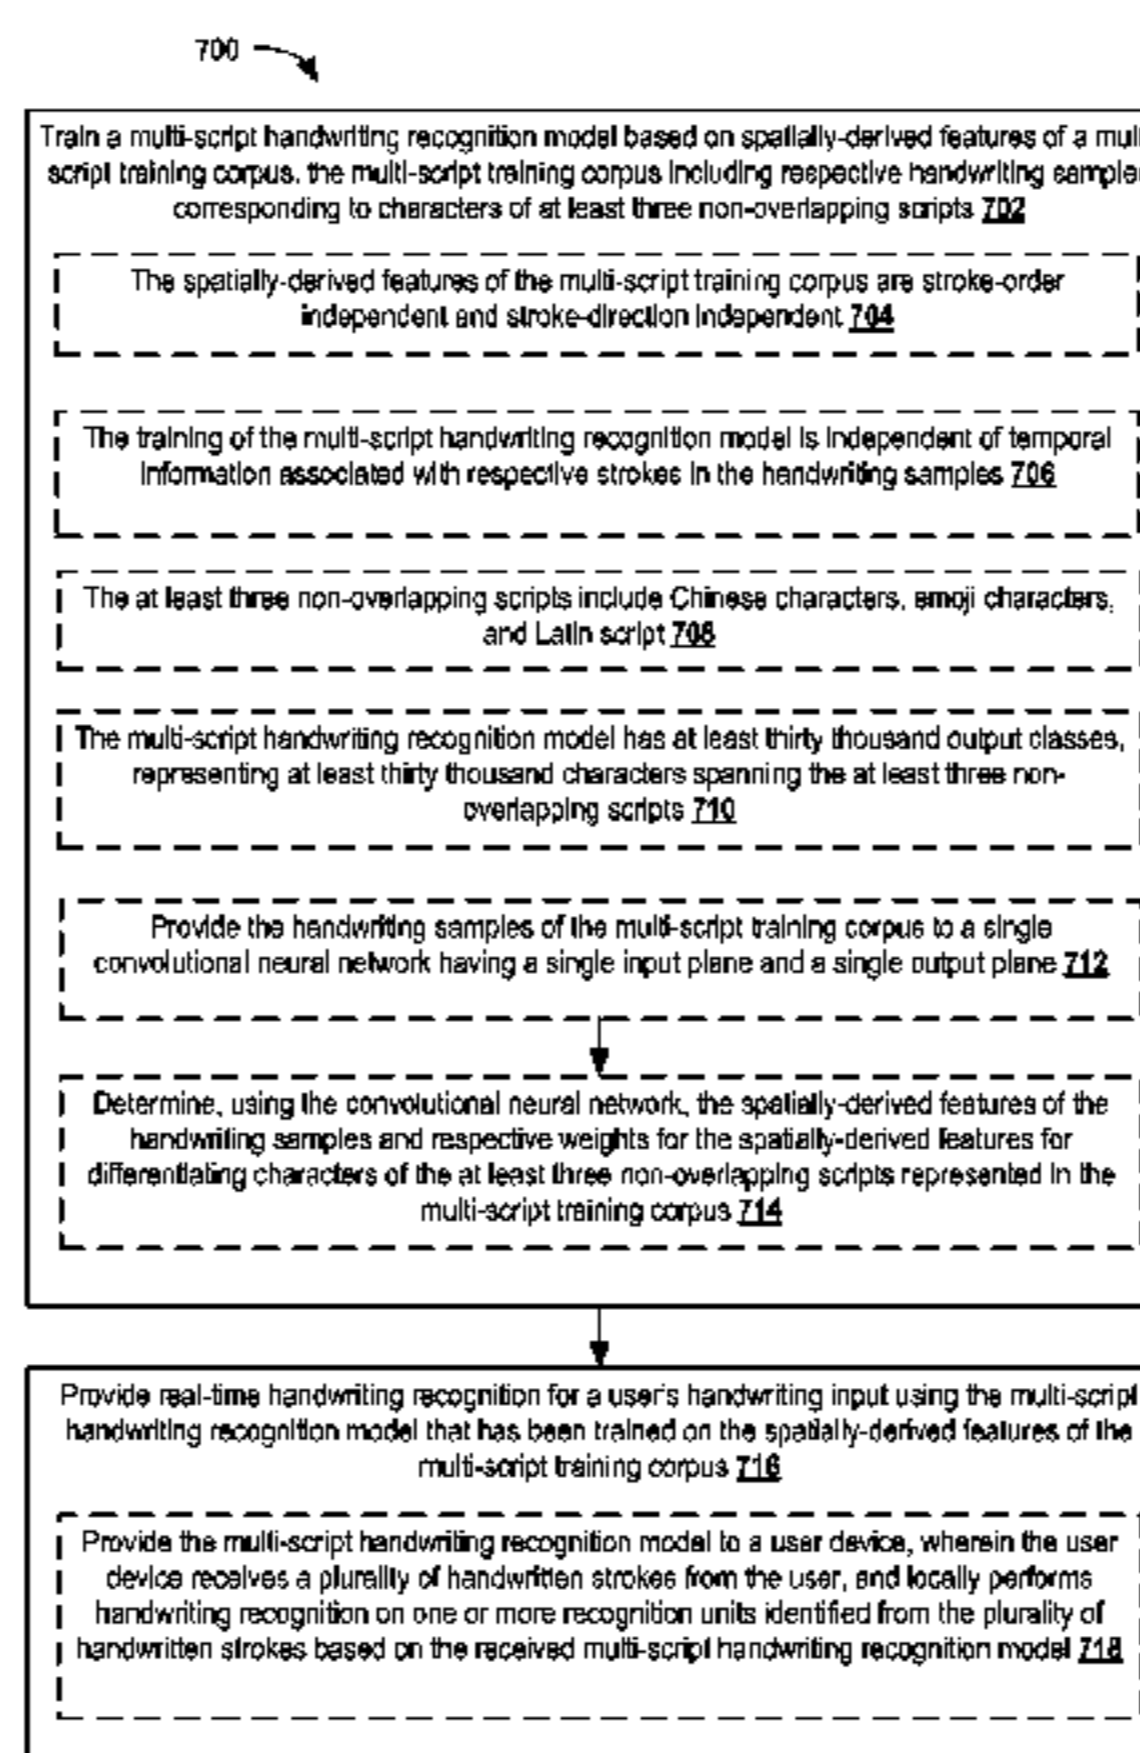 700
Train a multi-script handwriting recognition model based on spatially-derived features of a
script training corpus, the multi-script training corpus including respective handwriting
corresponding to characters of at least three non-overlapping scripts 702
The spatially-derived features of the multi-script training corpus are stroke-order
independent and stroke-direction independent 704
The training of the multi-script handwriting recognition model is independent of temporal
information associated with respective strokes in the handwriting samples 706
The at least three non-overlapping scripts include Chinese characters, emoji characters,
and Latin script 708
The multi-script handwriting recognition model has at least thirty thousand output classes,
representing at least thirty thousand characters spanning the at least three non-
overlapping scripts 710
Provide the handwriting samples of the multi-script training corpus to a single
convolutional neural network having a single input plane and a single output plane 712
Determine, using the convolutional neural network, the spatially-derived features of the
handwriting samples and respective weights for the spatially-derived features for
differentiating characters of the at least three non-overlapping scripts represented in the
multi-script training corpus 714
Provide real-time handwriting recognition for a user's handwriting input using the multi-script
handwriting recognition model that has been trained on the spatially-derived features of the
multi-script training corpus 716
Provide the multi-script handwriting recognition model to a user device, wherein the user
device receives a plurality of handwritten strokes from the user, and locally performs
handwriting recognition on one or more recognition units identified from the plurality of
handwritten strokes based on the received multi-script handwriting recognition model 718